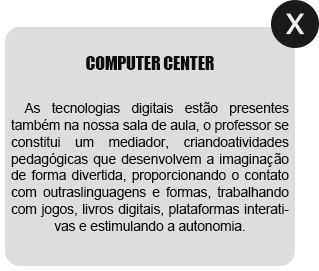 X
COMPUTER CENTER
As tecnologias digitais estão presentes
também na nossa sala de aula, o professor se
constitui um mediador, criandoatividades
pedagógicas que desenvolvem a imaginação
de forma divertida, proporcionando o contato
com outraslinguagens e formas, trabalhando
com jogos, livros digitais, plataformas interati-
vas e estimulando a autonomia.